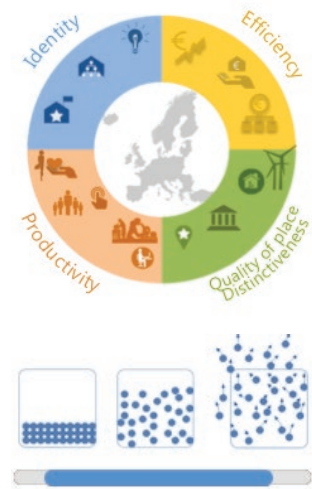 Identity
Efficiency
Productivity
Quality of place
Distinctiveness